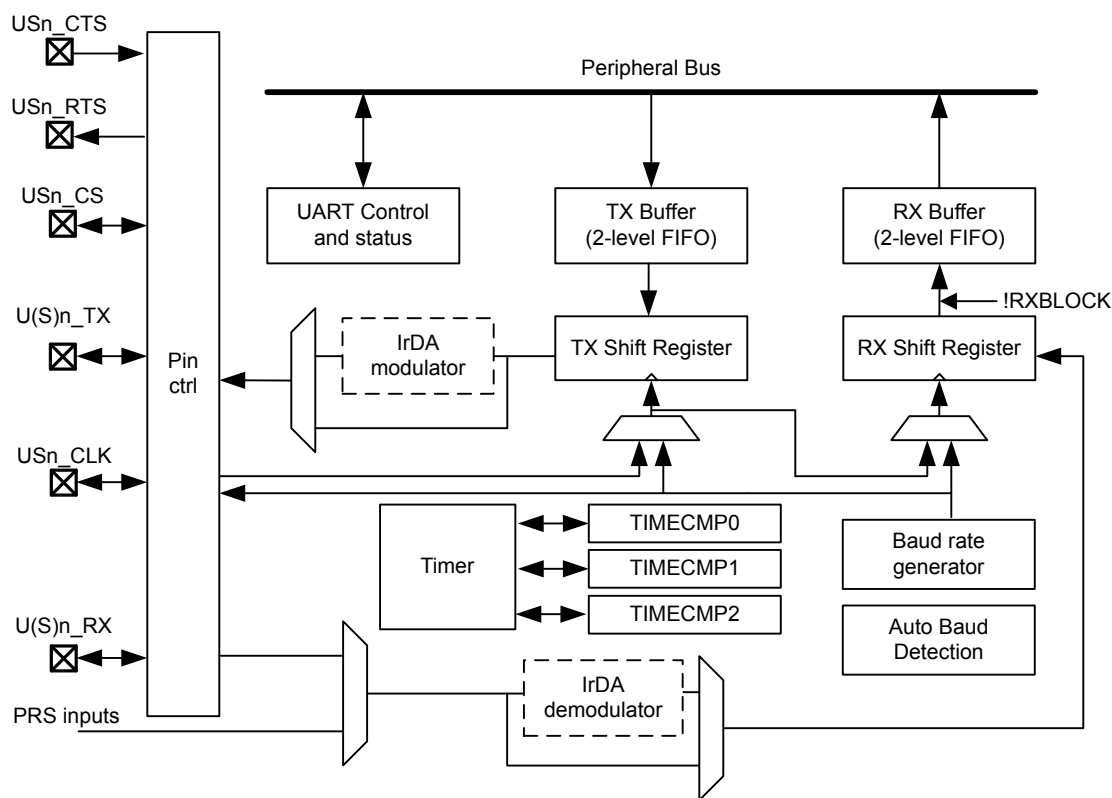 USn_CTS
Peripheral Bus
USn_RTS
USn_CS
UART Control
and status
TX Buffer
(2-level FIFO)
RX Buffer
(2-level FIFO)
!RXBLOCK
U(S)n_TX
Pin
ctrl
IrDA
modulator
TX Shift Register
RX Shift Register
USn_CLK
Timer
TIMECMP0
TIMECMP1
TIMECMP2
Baud rate
generator
Auto Baud
Detection
U(S)n_RX
IrDA
demodulator
PRS inputs